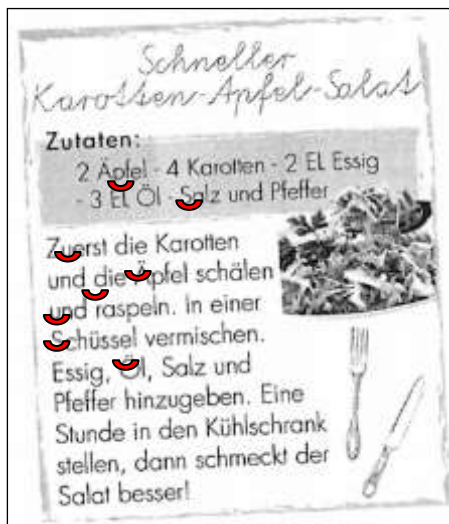 Schneller
Karotten-Apfel-Salat
Zutaten:
2 Äpfel - 4 Karotten - 2 EL Essig
- 3 EL Öl - Salz und Pfeffer
Zuerst die Karotten
und die Äpfel schälen
und raspeln. In einer
Schüssel vermischen.
Essig, Öl, Salz und
Pfeffer hinzugeben. Eine
Stunde in den Kühlschrank
stellen, dann schmeckt der
Salat besser!